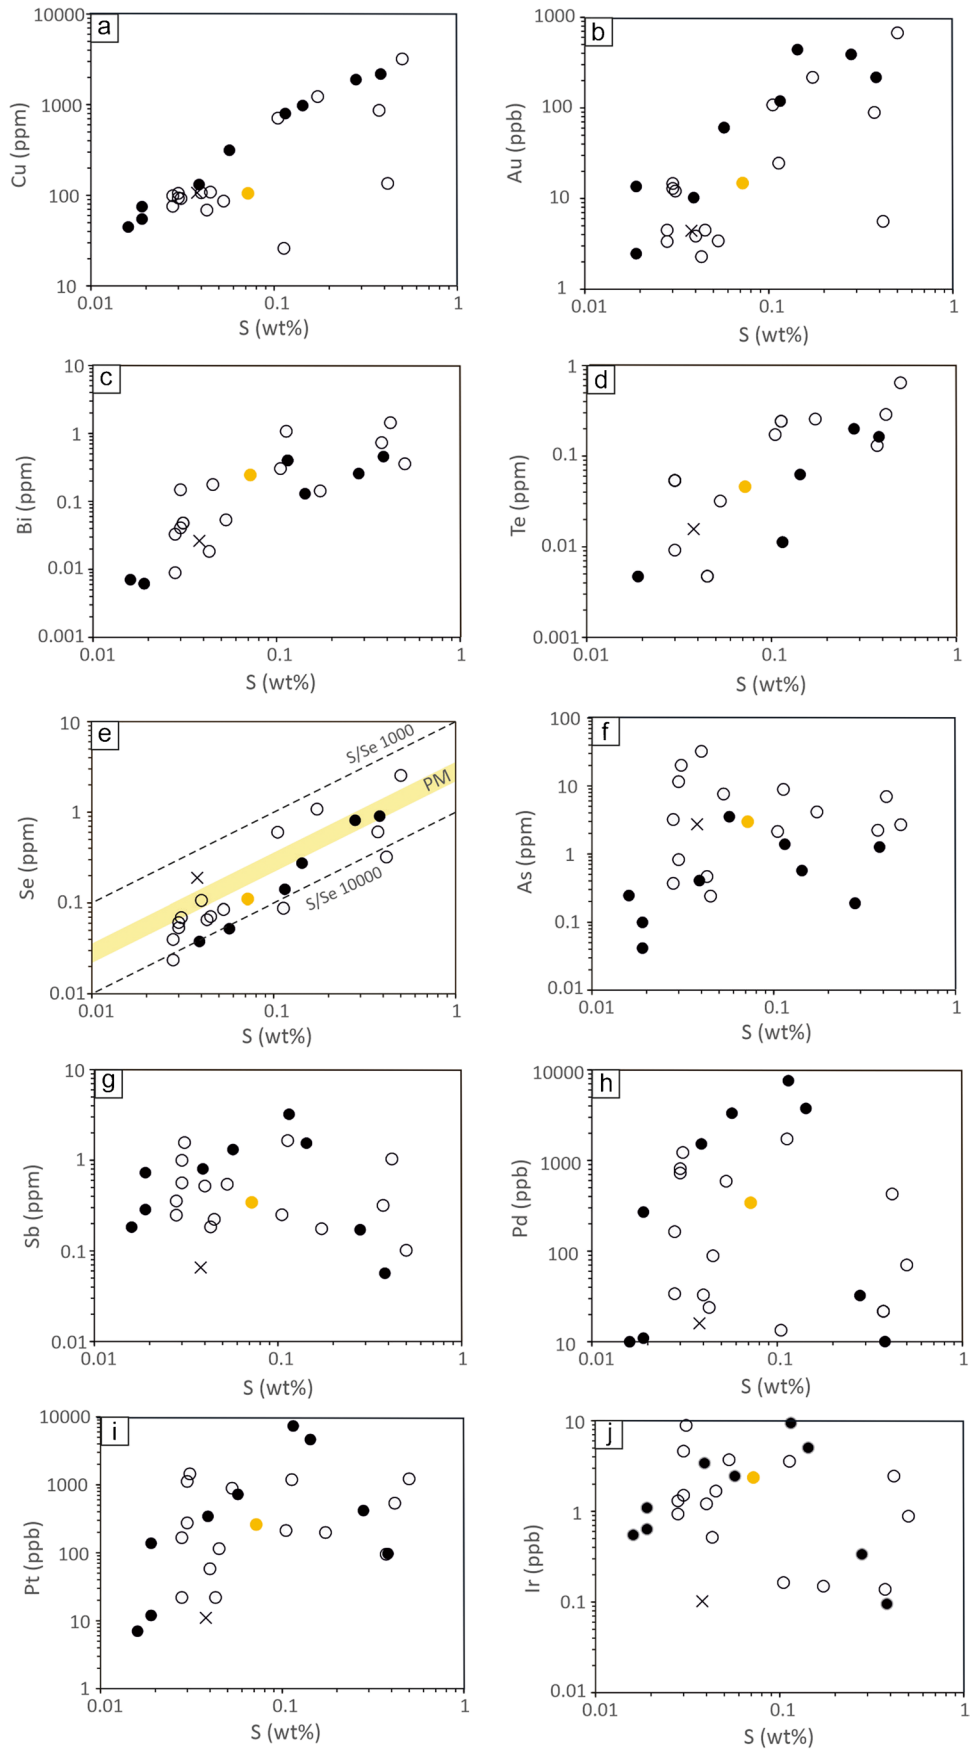 a
10000
1000
100
10
Cu (ppm)
0.01
0.1
1
S (wt%)
b
1000
100
10
1
Au (ppb)
0.01
0.1
1
S (wt%)
c
10
1
0.1
0.01
0.001
Bi (ppm)
0.01
0.1
1
S (wt%)
d
1
0.1
0.01
0.001
Te (ppm)
0.01
0.1
1
S (wt%)
e
10
1
0.1
0.01
Se (ppm)
S/Se 1000
PM
S/Se 10000
0.01
0.1
1
S (wt%)
f
100
10
1
0.1
0.01
As (ppm)
0.01
0.1
1
S (wt%)
g
10
1
0.1
0.01
Sb (ppm)
0.01
0.1
1
S (wt%)
h
10000
1000
100
10
Pd (ppb)
0.01
0.1
1
S (wt%)
i
10000
1000
100
10
1
Pt (ppb)
0.01
0.1
1
S (wt%)
j
10
1
0.1
0.01
Ir (ppb)
0.01
0.1
1
S (wt%)